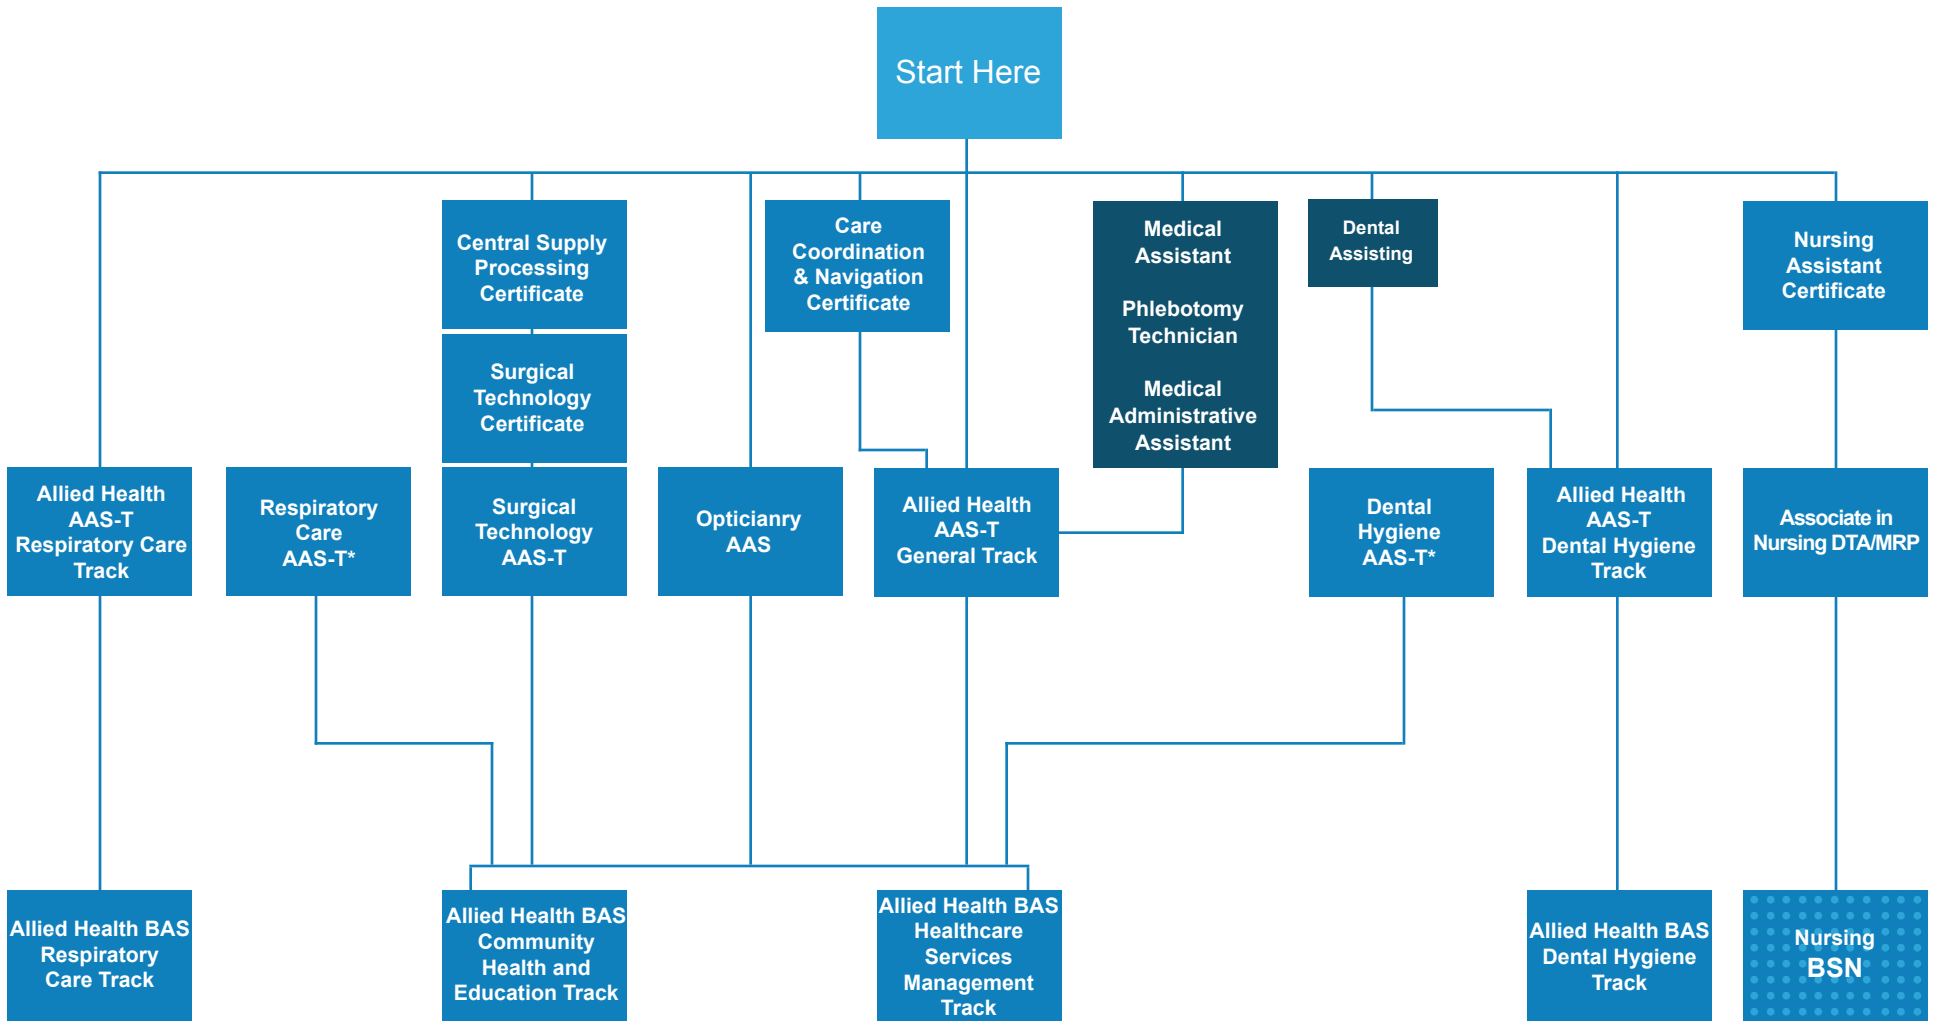 Start Here
Central Supply
Processing
Certificate
Care
Coordination
& Navigation
Certificate
Medical
Assistant
Phlebotomy
Technician
Medical
Administrative
Assistant
Dental
Assisting
Nursing
Assistant
Certificate
Surgical
Technology
Certificate
Allied Health
AAS-T
Respiratory Care
Track
Respiratory
Care
AAS-T*
Surgical
Technology
AAS-T
Opticianry
AAS
Allied Health
AAS-T
General Track
Dental
Hygiene
AAS-T*
Allied Health
AAS-T
Dental Hygiene
Track
Associate in
Nursing DTA/MRP
Allied Health BAS
Respiratory
Care Track
Allied Health BAS
Community
Health and
Education Track
Allied Health BAS
Healthcare
Services
Management
Track
Allied Health BAS
Dental Hygiene
Track
Nursing
BSN